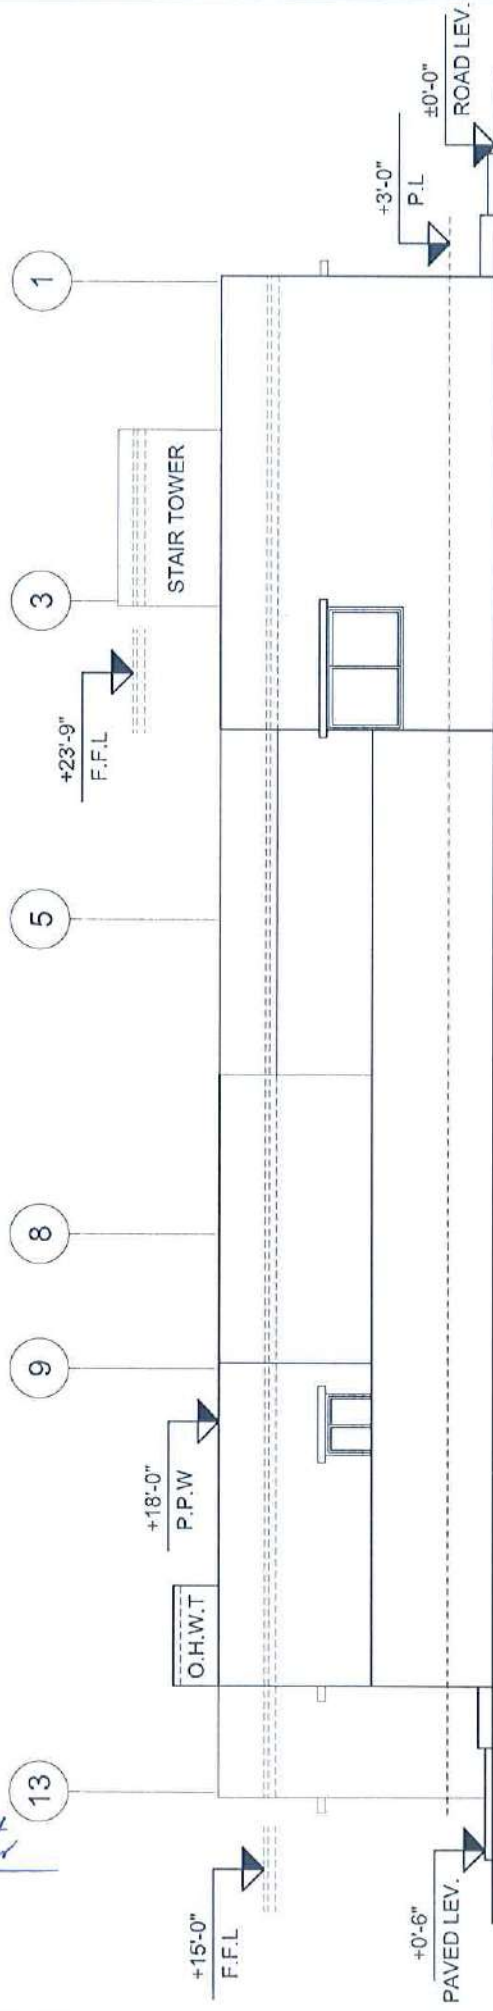 13
9
8
5
3
1
+23'-9"
F.F.L
STAIR TOWER
+18'-0"
P.P.W
O.H.W.T
+15'-0"
F.F.L
+3'-0"
P.L
±0'-0"
ROAD LEV.
+0'-6"
PAVED LEV.